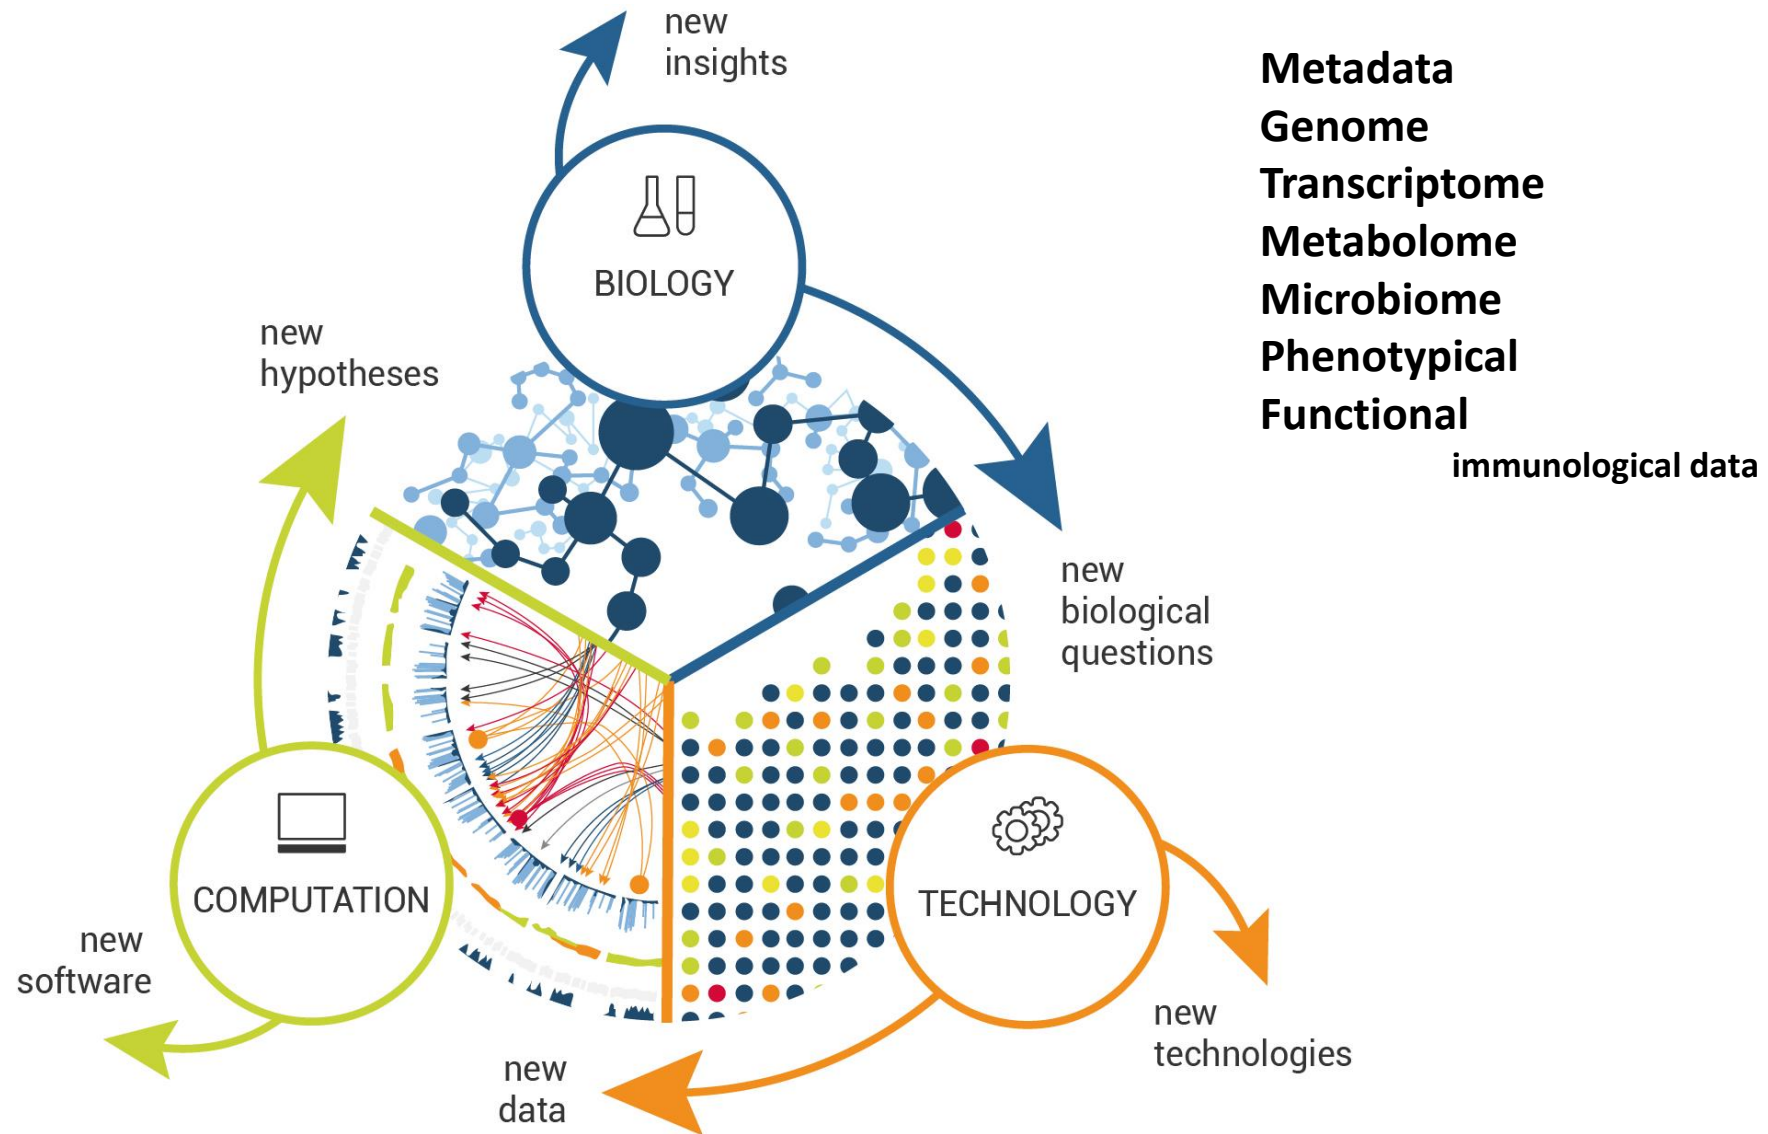 new
insights
Metadata
Genome
Transcriptome
Metabolome
Microbiome
Phenotypical
Functional
immunological data
BIOLOGY
new
hypotheses
new
biological
questions
COMPUTATION
TECHNOLOGY
new
software
new
technologies
new
data